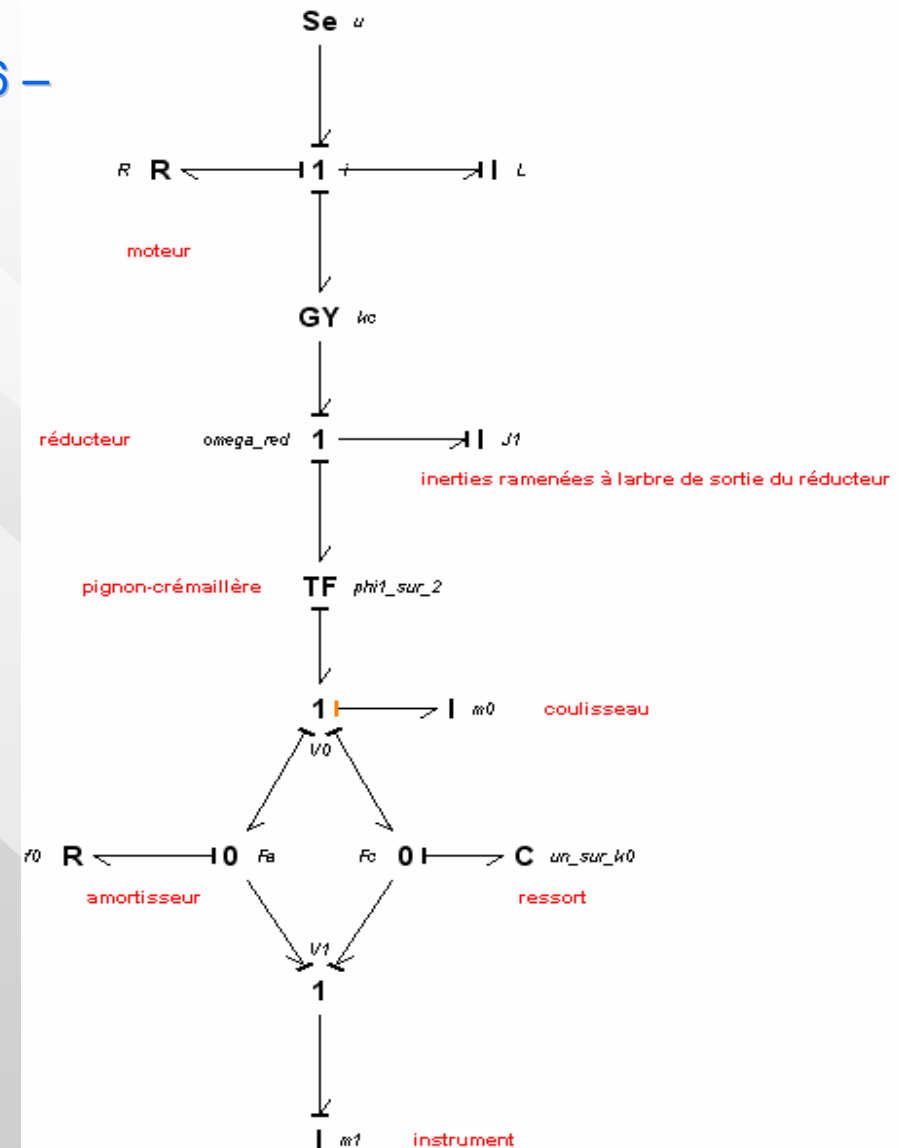 Se u
6 –
R R 1 i I L
moteur
GY kc
réducteur omega_red 1 I J1
inerties ramenées à larbre de sortie du réducteur
pignon-crémaillère TF phi1_sur_2
1 I m0 coulisseau
V0
f0 R 0 Fa Fc 0 C un_sur_k0
amortisseur ressort
V1
1
I m1 instrument